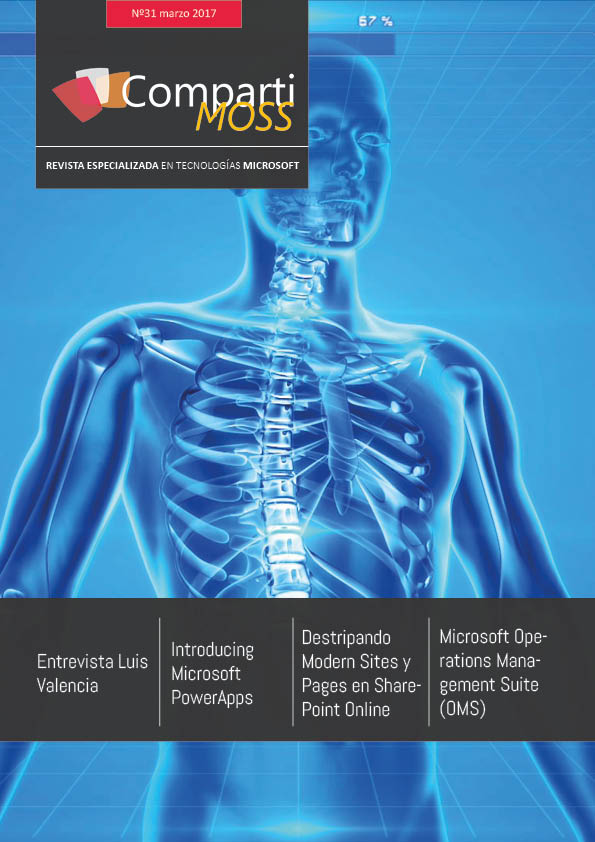 Nº31 marzo 2017
67 %
Comparti
MOSS
REVISTA ESPECIALIZADA EN TECNOLOGÍAS MICROSOFT
Entrevista Luis
Valencia
Introducing
Microsoft
PowerApps
Destripando
Modern Sites y
Pages en Share-
Point Online
Microsoft Ope-
rations Mana-
gement Suite
(OMS)